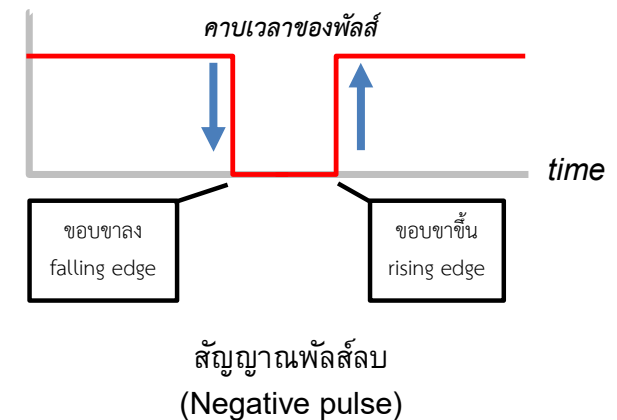 คาบเวลาของพัลส์
time
ขอบขาลง
falling edge
ขอบขาขึ้น
rising edge
สัญญาณพัลส์ลบ
(Negative pulse)